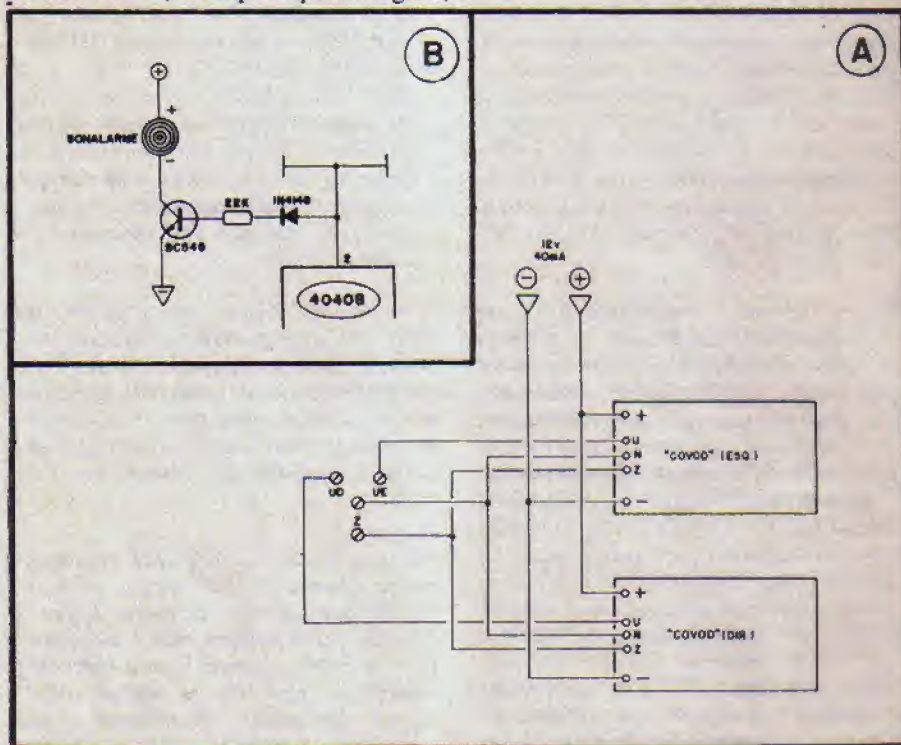 B
A
+
+
SONALARME
−
22K
1N4148
BC548
2
4040B
−
12v
40mA
−
+
+
U
N
Z
−
"COVOD" (ESQ.)
UD
UE
N
Z
+
U
N
Z
−
"COVOD" (DIR.)